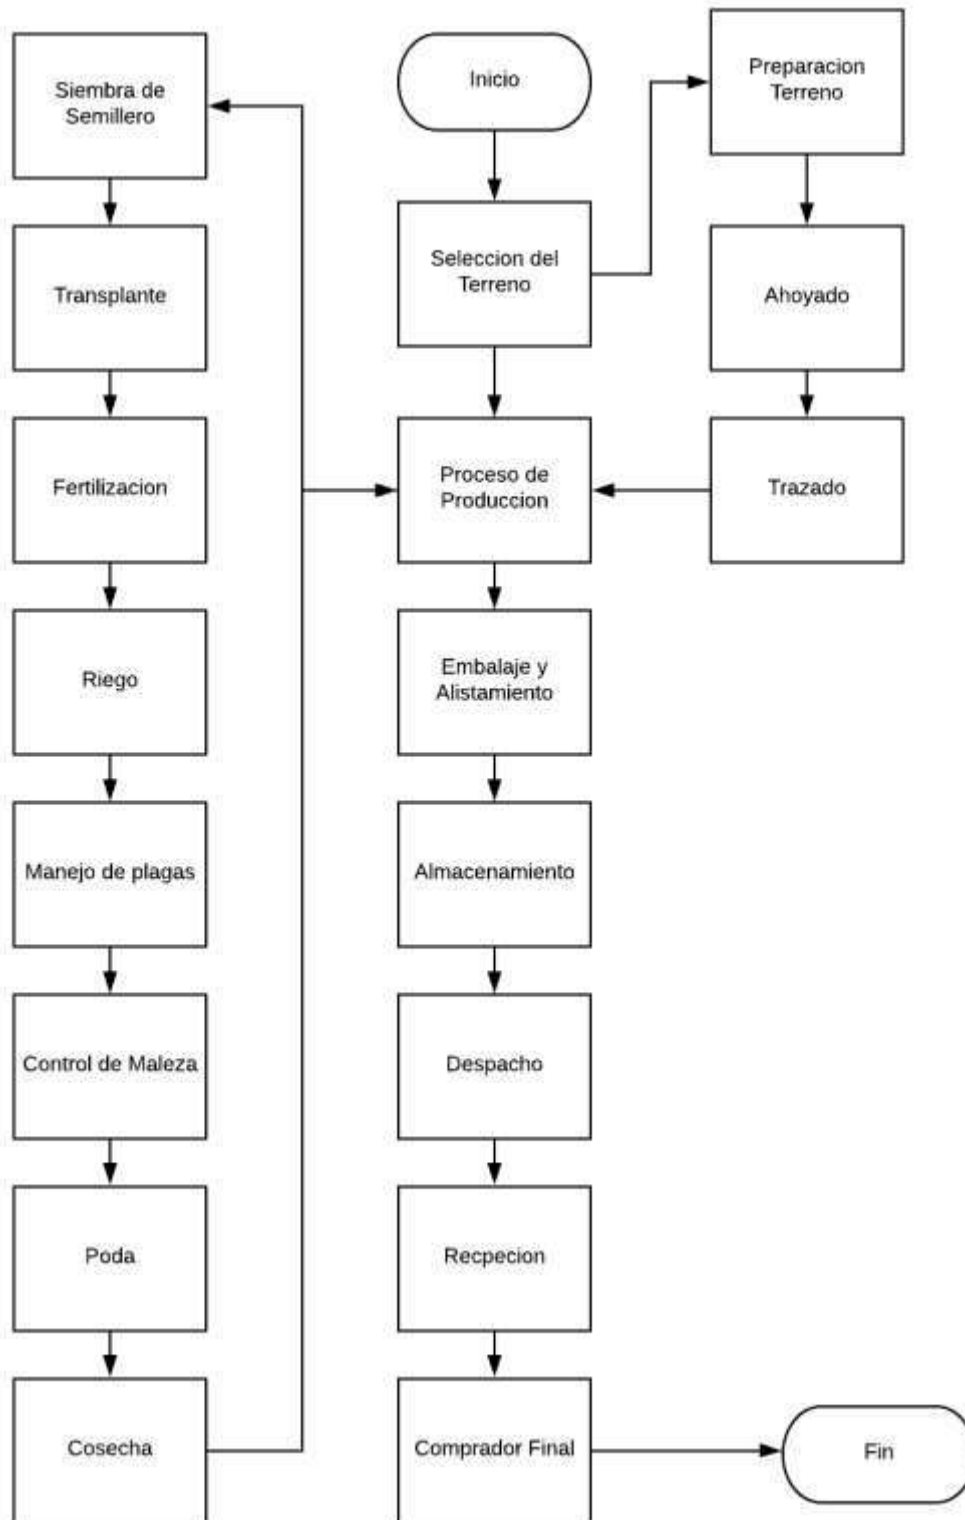 Siembra de
Semillero
Transplante
Fertilizacion
Riego
Manejo de plagas
Control de Maleza
Poda
Cosecha
Inicio
Seleccion del
Terreno
Proceso de
Produccion
Embalaje y
Alistamiento
Almacenamiento
Despacho
Recpecion
Comprador Final
Preparacion
Terreno
Ahoyado
Trazado
Fin